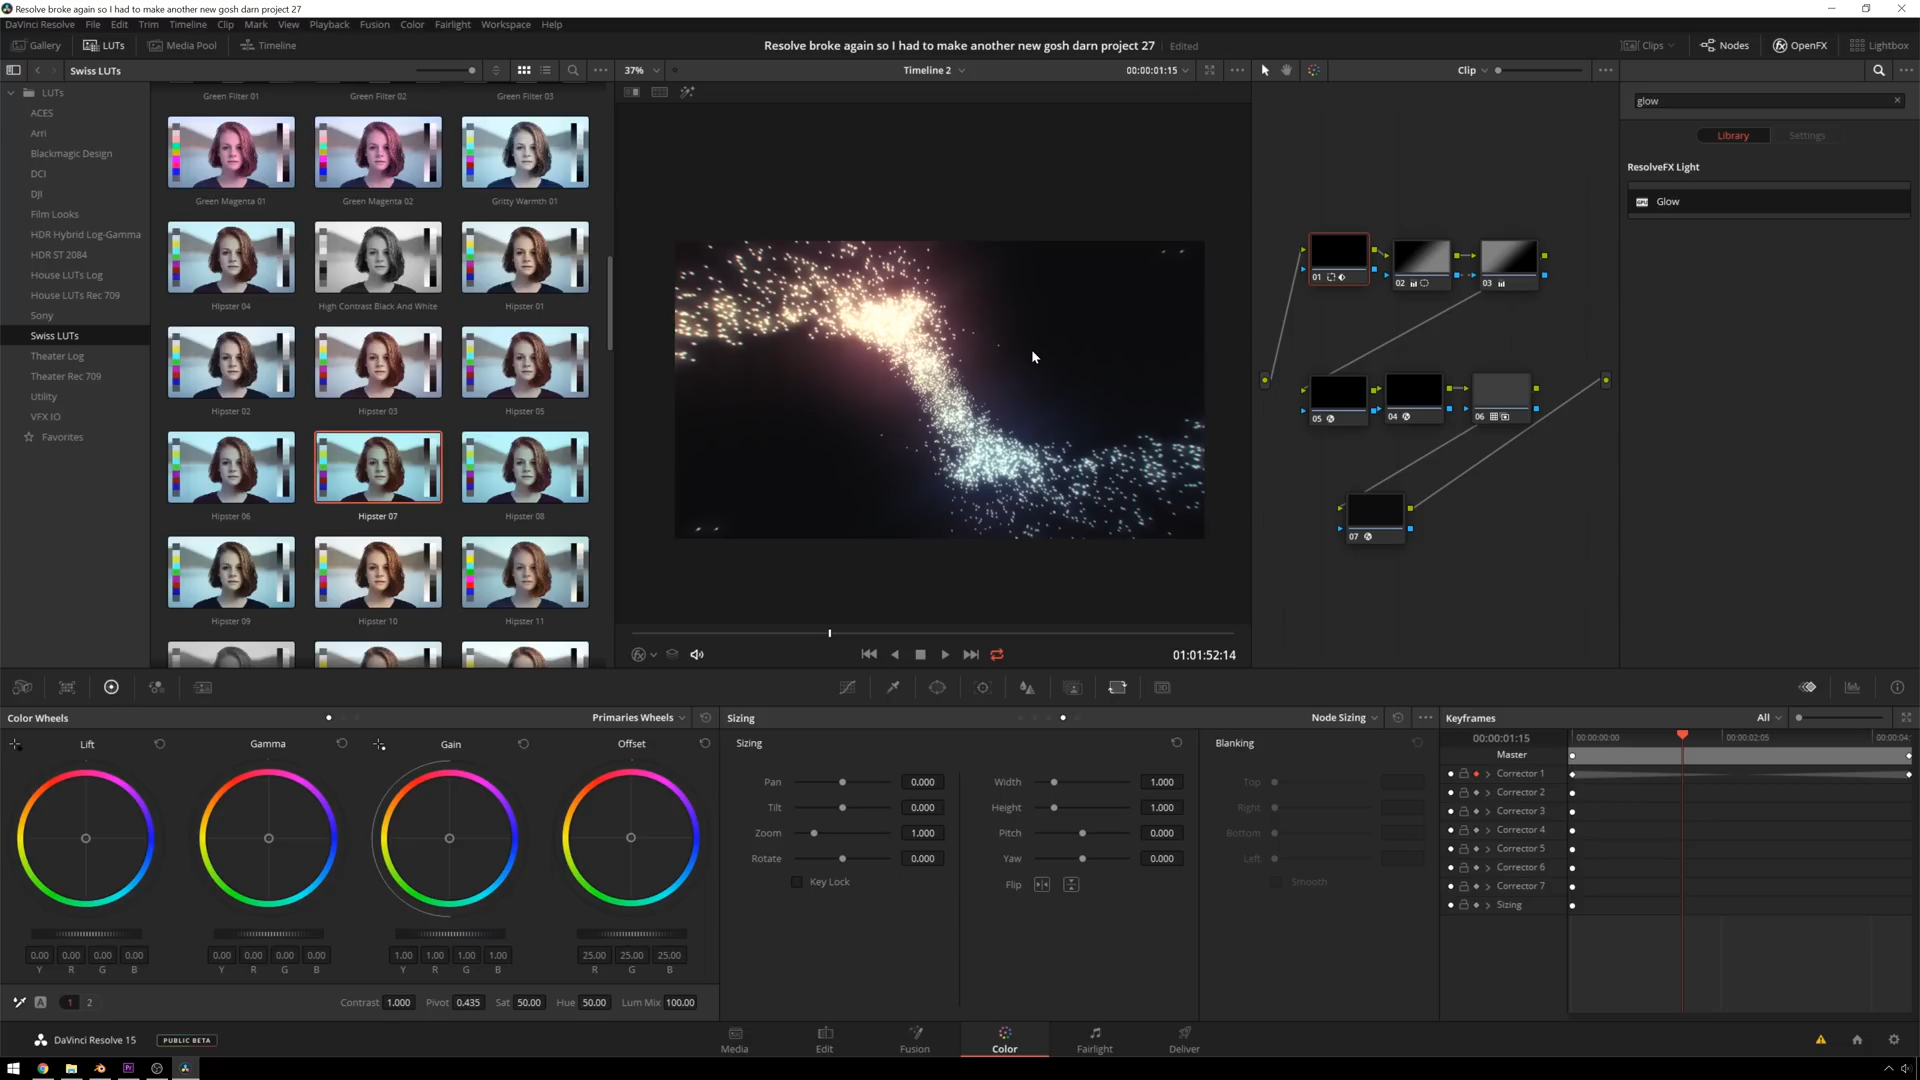 Resolve broke again so I had to make another new gosh darn project 27
DaVinci Resolve File Edit Trim Timeline Clip Mark View Playback Fusion Color Fairlight Workspace Help
Gallery LUTs Media Pool Timeline
Resolve broke again so I had to make another new gosh darn project 27 Edited
Clips Nodes OpenFX Lightbox
Swiss LUTs
37% Timeline 2 00:00:01:15
Clip
LUTs
ACES
Arri
Blackmagic Design
DCI
DJI
Film Looks
HDR Hybrid Log-Gamma
HDR ST 2084
House LUTs Log
House LUTs Rec 709
Sony
Swiss LUTs
Theater Log
Theater Rec 709
Utility
VFX IO
Favorites
Green Filter 01 Green Filter 02 Green Filter 03
Green Magenta 01 Green Magenta 02 Gritty Warmth 01
Hipster 04 High Contrast Black And White Hipster 01
Hipster 02 Hipster 03 Hipster 05
Hipster 06 Hipster 07 Hipster 08
Hipster 09 Hipster 10 Hipster 11
01:01:52:14
01
02
03
05
04
06
07
glow
Library Settings
ResolveFX Light
Glow
Color Wheels Primaries Wheels
Lift Gamma Gain Offset
0.00 0.00 0.00 0.00 0.00 0.00 0.00 0.00 1.00 1.00 1.00 1.00 25.00 25.00 25.00
Y R G B Y R G B Y R G B R G B
A 1 2 Contrast 1.000 Pivot 0.435 Sat 50.00 Hue 50.00 Lum Mix 100.00
Sizing Node Sizing
Sizing
Pan 0.000 Width 1.000
Tilt 0.000 Height 1.000
Zoom 1.000 Pitch 0.000
Rotate 0.000 Yaw 0.000
Key Lock Flip
Blanking
Top
Right
Bottom
Left
Smooth
Keyframes All
00:00:01:15 00:00:00:00 00:00:02:05 00:00:04:
Master
Corrector 1
Corrector 2
Corrector 3
Corrector 4
Corrector 5
Corrector 6
Corrector 7
Sizing
DaVinci Resolve 15 PUBLIC BETA
Media Edit Fusion Color Fairlight Deliver